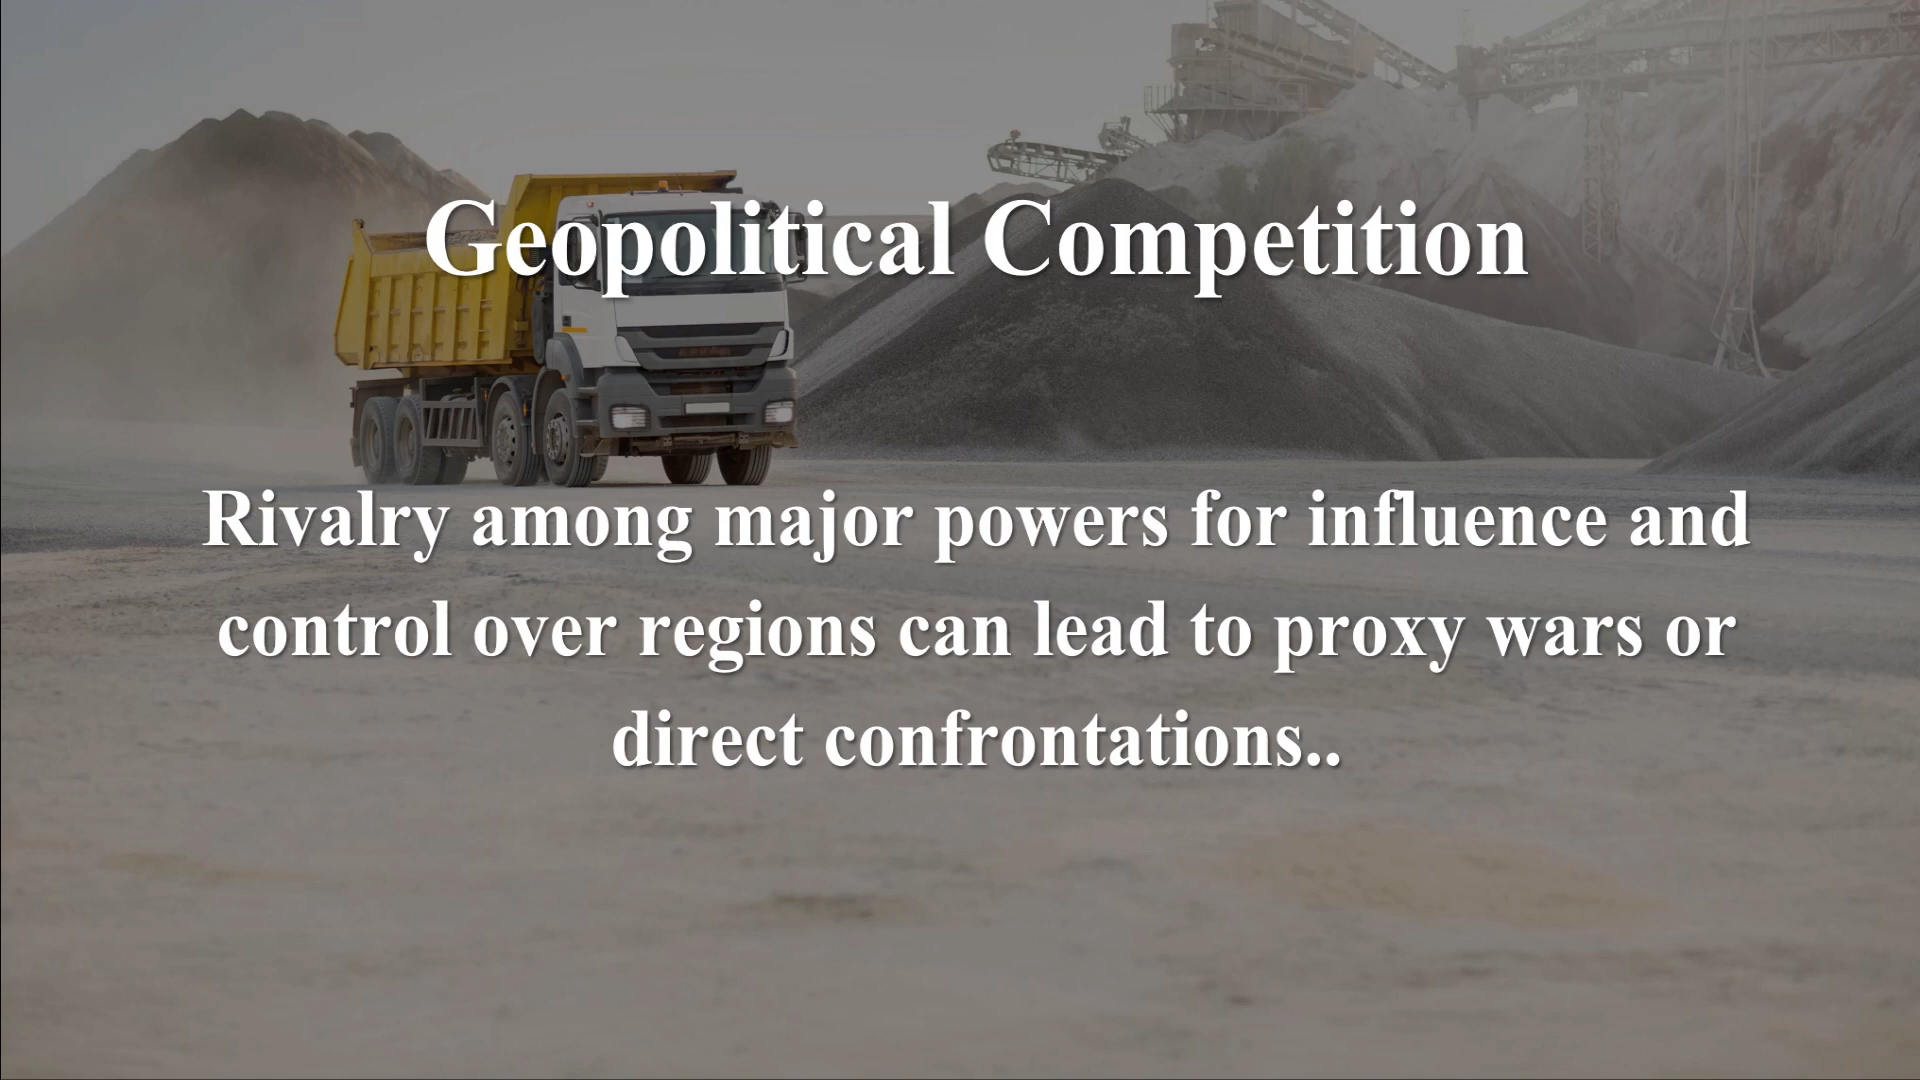 Geopolitical Competition
Rivalry among major powers for influence and
control over regions can lead to proxy wars or
direct confrontations..